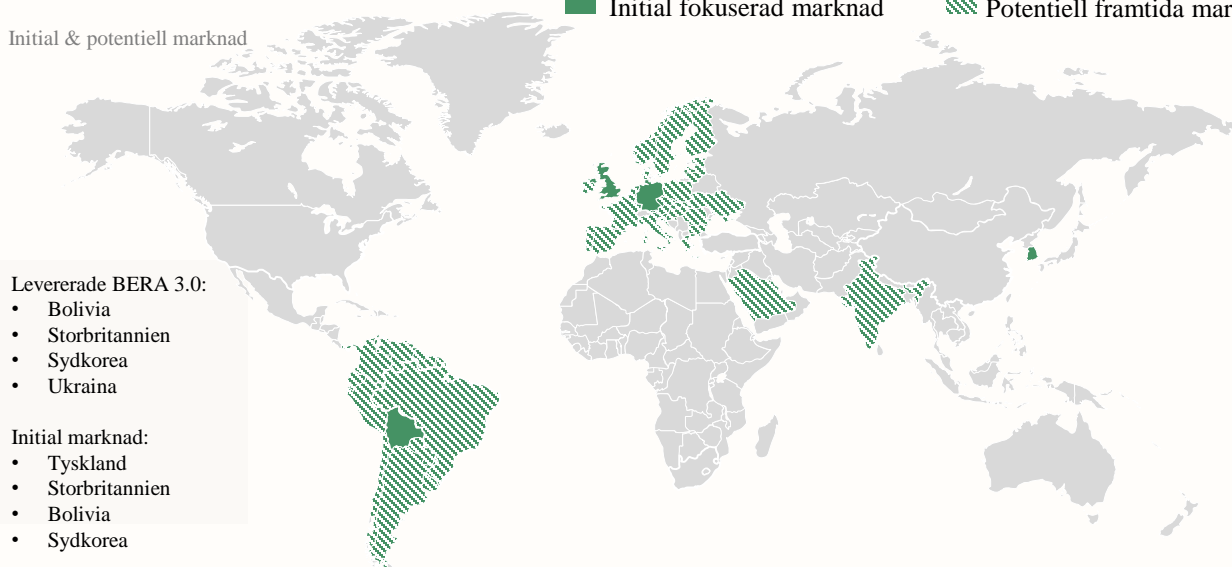 Initial fokuserad marknad
Potentiell framtida
Initial & potentiell marknad
Levererade BERA 3.0:
• Bolivia
• Storbritannien
• Sydkorea
• Ukraina
Initial marknad:
• Tyskland
• Storbritannien
• Bolivia
• Sydkorea